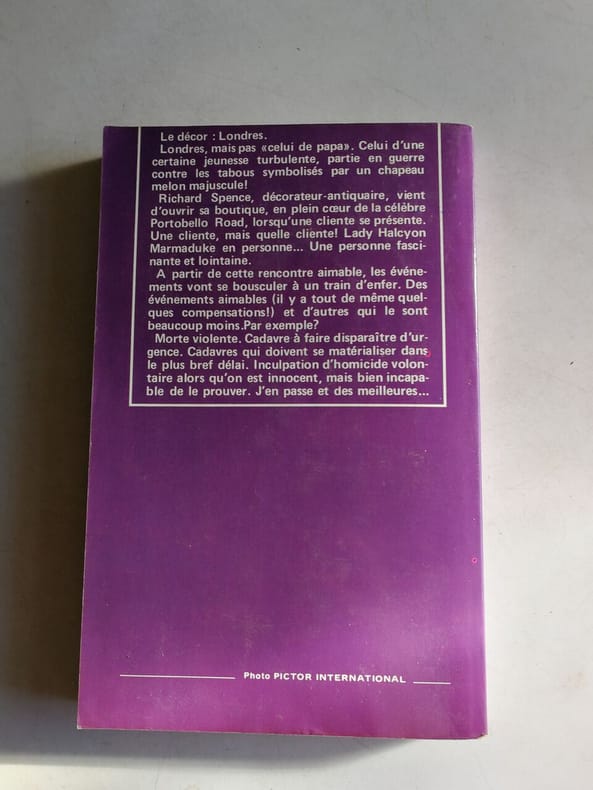 Le décor : Londres.
Londres, mais pas «celui de papa». Celui d'une
certaine jeunesse turbulente, partie en guerre
contre les tabous symbolisés par un chapeau
melon majuscule!
Richard Spence, décorateur-antiquaire, vient
d'ouvrir sa boutique, en plein cœur de la célèbre
Portobello Road, lorsqu'une cliente se présente.
Une cliente, mais quelle cliente! Lady Halcyon
Marmaduke en personne... Une personne fasci-
nante et lointaine.
A partir de cette rencontre aimable, les événe-
ments vont se bousculer à un train d'enfer. Des
événements aimables (il y a tout de même quel-
ques compensations!) et d'autres qui le sont
beaucoup moins.Par exemple?
Morte violente. Cadavre à faire disparaître d'ur-
gence. Cadavres qui doivent se matérialiser dans
le plus bref délai. Inculpation d'homicide volon-
taire alors qu'on est innocent, mais bien incapa-
ble de le prouver. J'en passe et des meilleures...
Photo PICTOR INTERNATIONAL